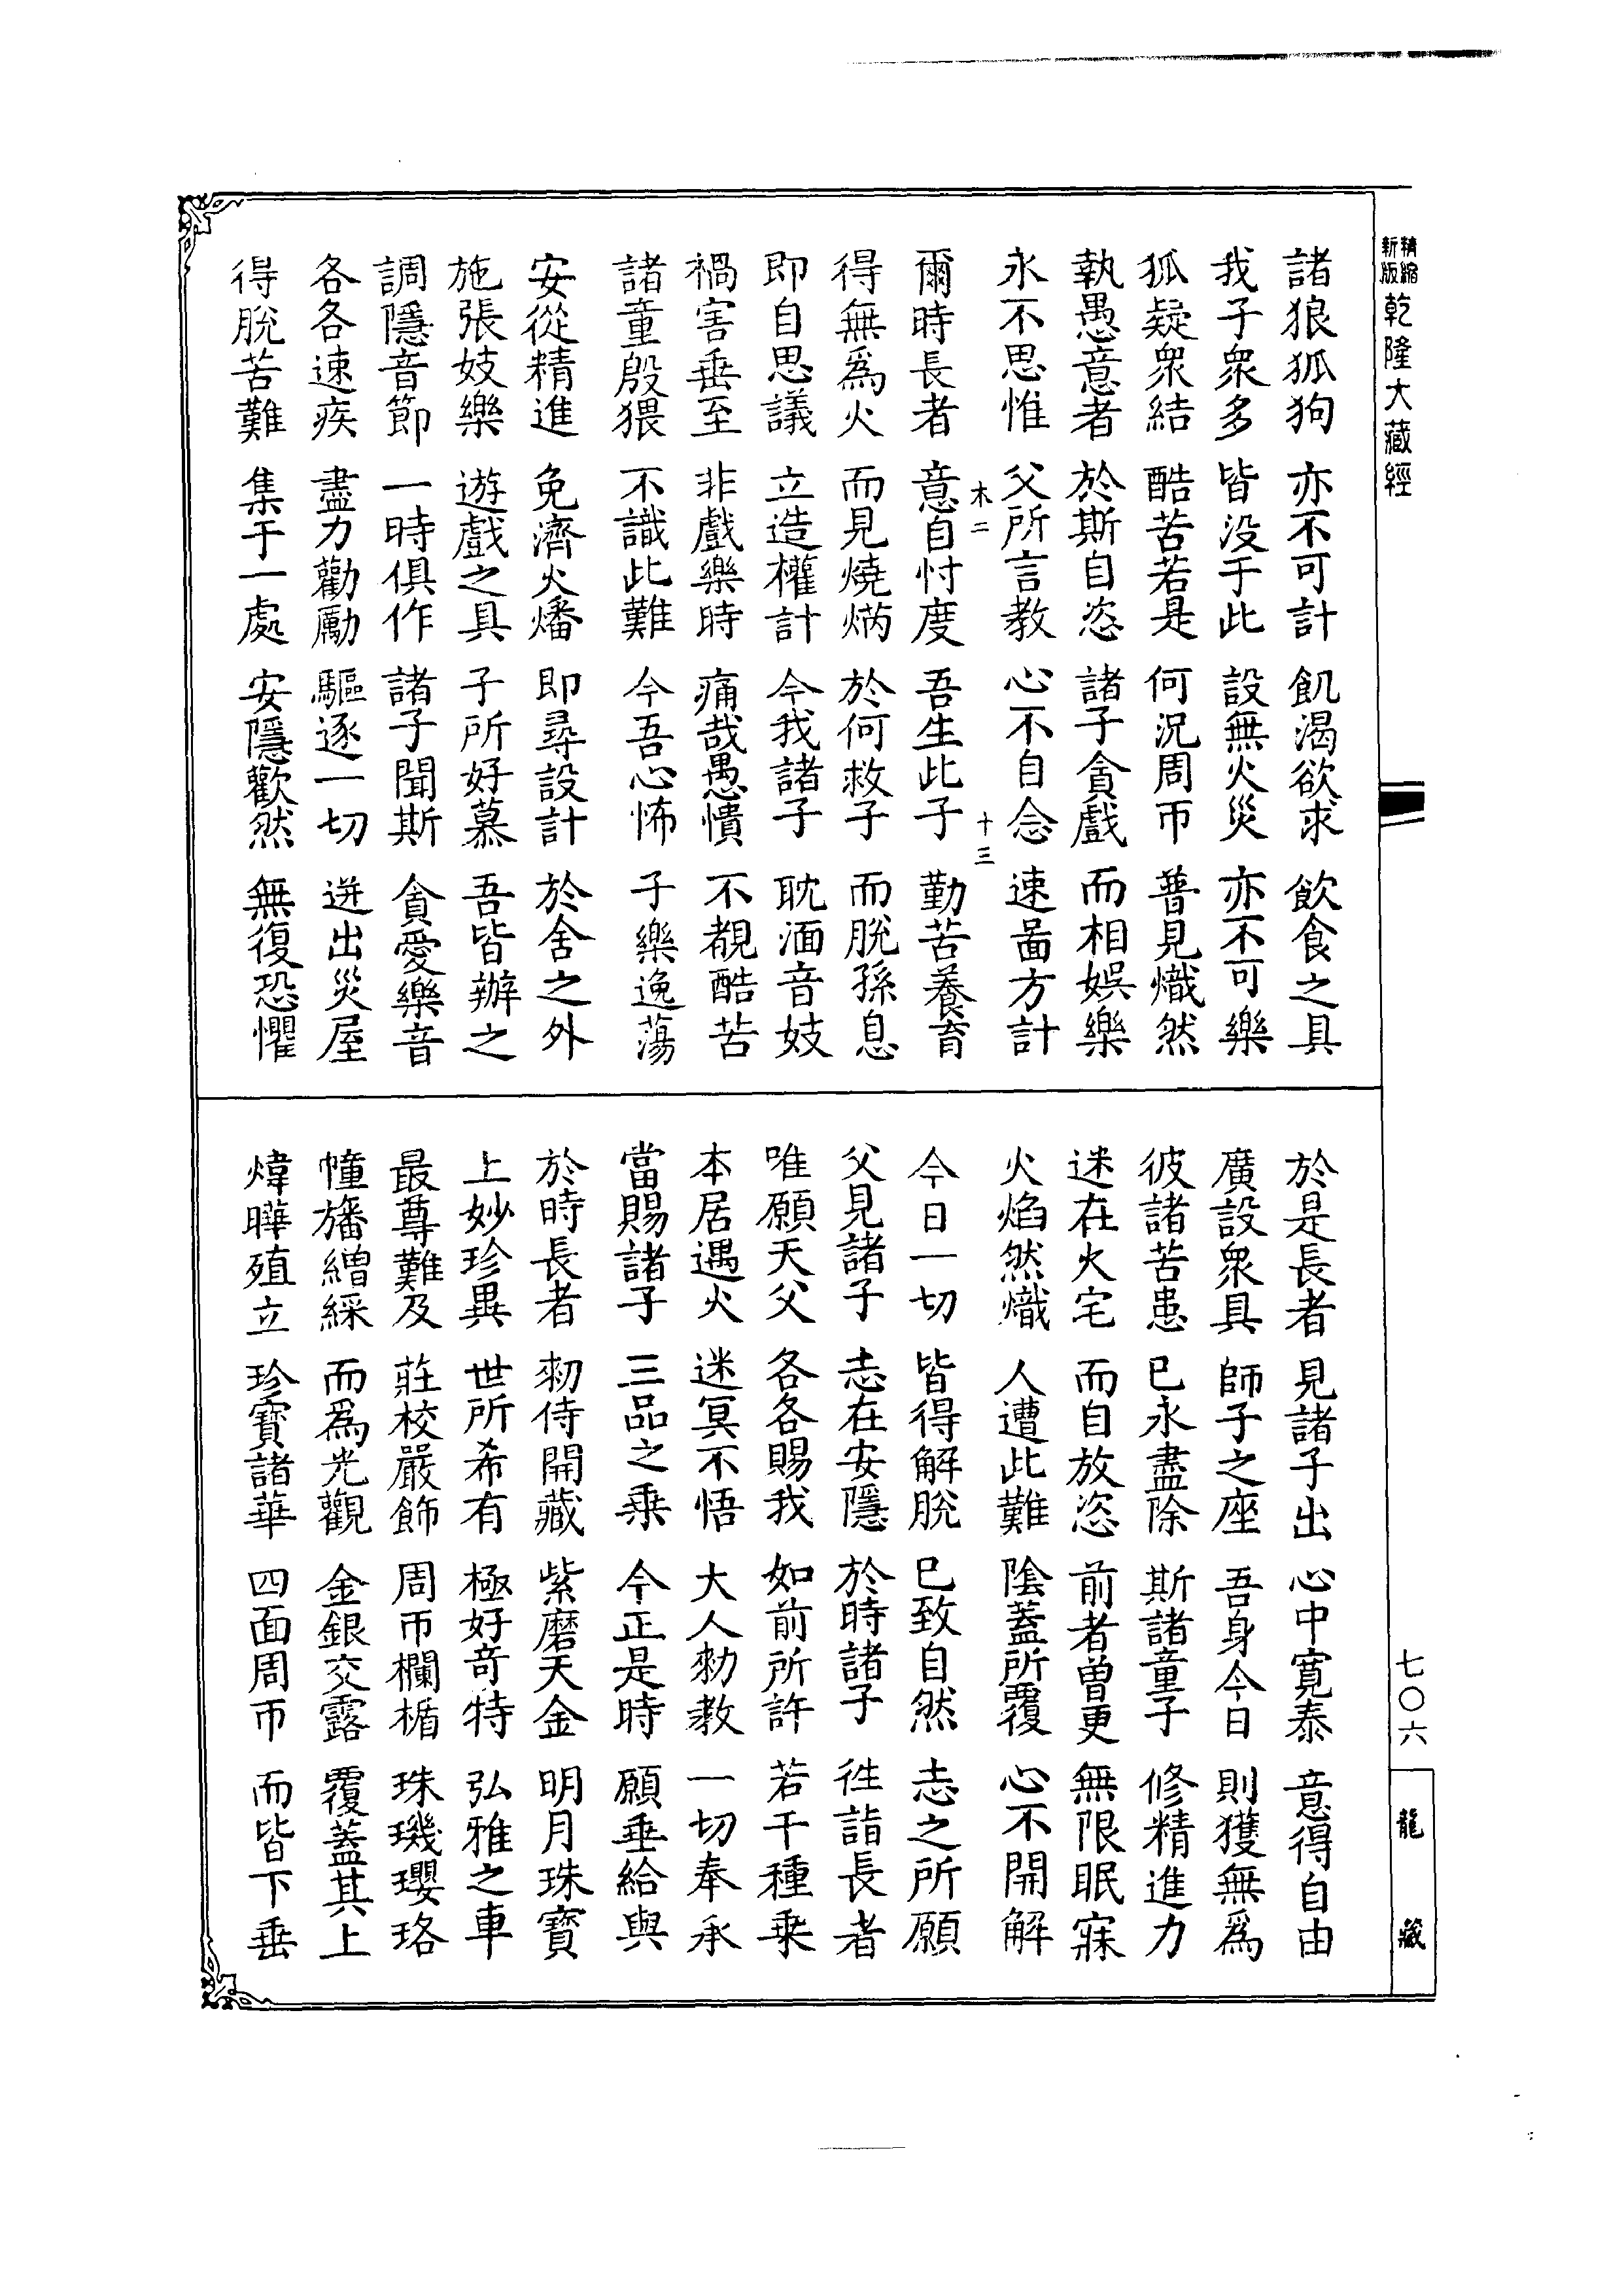 精縮新版乾隆大藏經
諸狼狐狗 亦不可計 飢渴欲求 飲食之具
我子衆多 皆没于此 設無火災 亦不可樂
狐疑衆結 酷苦若是 何況周帀 普見熾然
執愚意者 於斯自恣 諸子貪戲 而相娛樂
永不思惟 父所言教 心不自念 速啚方計
木二 十三
爾時長者 意自忖度 吾生此子 勤苦養育
得無爲火 而見燒焫 於何救子 而脫孫息
即自思議 立造權計 今我諸子 耽湎音妓
禍害垂至 非戲樂時 痛哉愚憒 不覩酷苦
諸童殷猥 不識此難 今吾心怖 子樂逸蕩
安從精進 免濟火燔 即尋設計 於舍之外
施張妓樂 遊戲之具 子所好慕 吾皆辦之
調隱音節 一時俱作 諸子聞斯 貪愛樂音
各各速疾 盡力勸勵 驅逐一切 迸出災屋
得脫苦難 集于一處 安隱歡然 無復恐懼
於是長者 見諸子出 心中寛泰 意得自由
廣設衆具 師子之座 吾身今日 則獲無爲
彼諸苦患 已永盡除 斯諸童子 修精進力
迷在火宅 而自放恣 前者曽更 無限眠寐
火焰然熾 人遭此難 陰蓋所覆 心不開解
今日一切 皆得解脫 已致自然 志之所願
父見諸子 志在安隱 於時諸子 往詣長者
唯願天父 各各賜我 如前所許 若干種乗
本居遇火 迷冥不悟 大人勑教 一切奉承
當賜諸子 三品之乗 今正是時 願垂給與
於時長者 勑侍開藏 紫磨天金 明月珠寶
上妙珍異 世所希有 極好竒特 弘雅之車
最尊難及 莊校嚴飾 周帀欄楯 珠璣瓔珞
幢旛繒綵 而爲光觀 金銀交露 覆蓋其上
煒曄殖立 珍寶諸華 四面周帀 而皆下垂
七〇六
龍藏